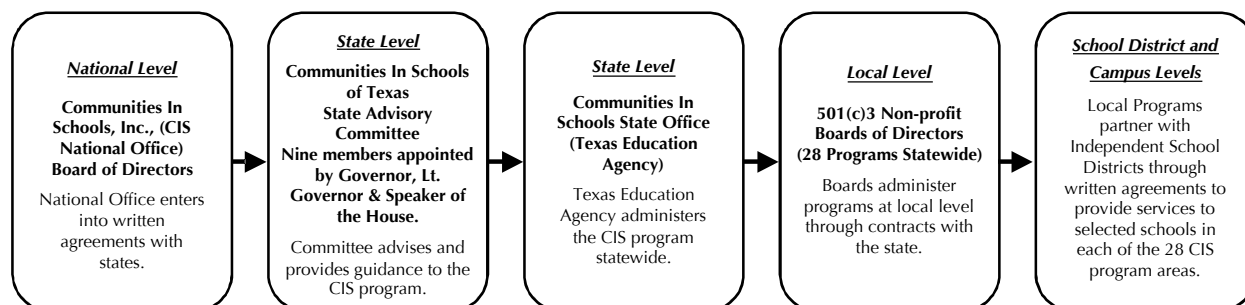 National Level
Communities In
Schools, Inc., (CIS
National Office)
Board of Directors
National Office enters
into written
agreements with
states.
State Level
Communities In Schools
of Texas
State Advisory
Committee
Nine members appointed
by Governor, Lt.
Governor & Speaker of
the House.
Committee advises and
provides guidance to the
CIS program.
State Level
Communities In
Schools State Office
(Texas Education
Agency)
Texas Education
Agency administers
the CIS program
statewide.
Local Level
501(c)3 Non-profit
Boards of Directors
(28 Programs Statewide)
Boards administer
programs at local level
through contracts with
the state.
School District and
Campus Levels
Local Programs
partner with
Independent School
Districts through
written agreements to
provide services to
selected schools in
each of the 28 CIS
program areas.